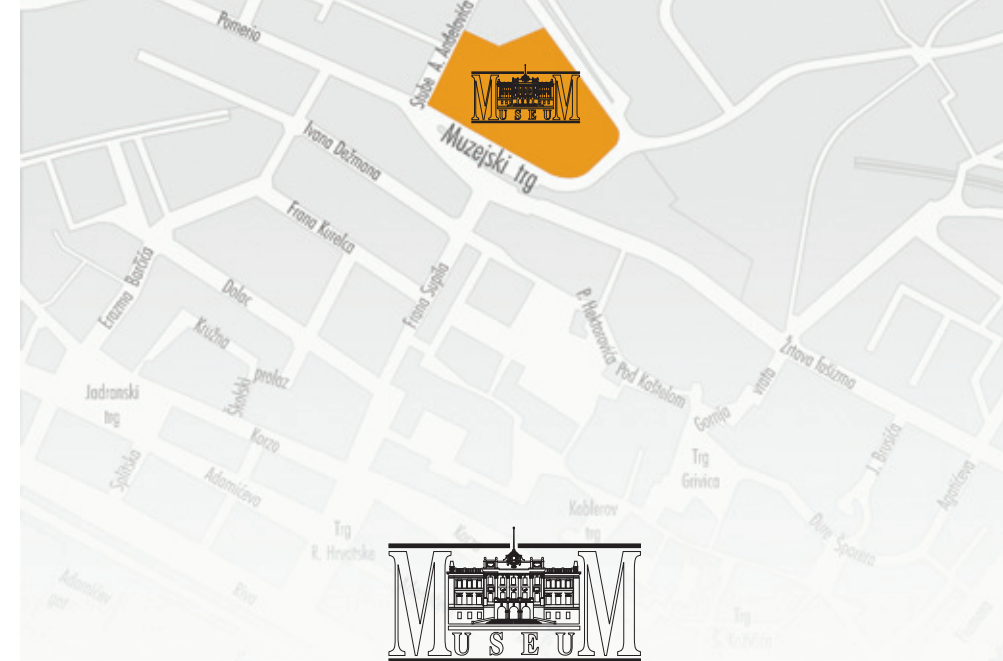 Pomerio
Stube A. Anđelovića
MUSEUM
Muzejski trg
Ivana Dežmana
Frana Kurelca
Erazma Barčića
Dolac
Frana Supila
Kružna
P. Hektorovića
Pod Kaštelom
Žrtava fašizma
Gornja vrata
Jadranski
trg
Školski
prolaz
Korzo
J. Brusića
Trg
Grivica
Agatićeva
Splitska
Adamićeva
Koblerov
trg
Trg
R. Hrvatske
Đure Šporera
Adamićev
gat
Riva
Trg
MUSEUM